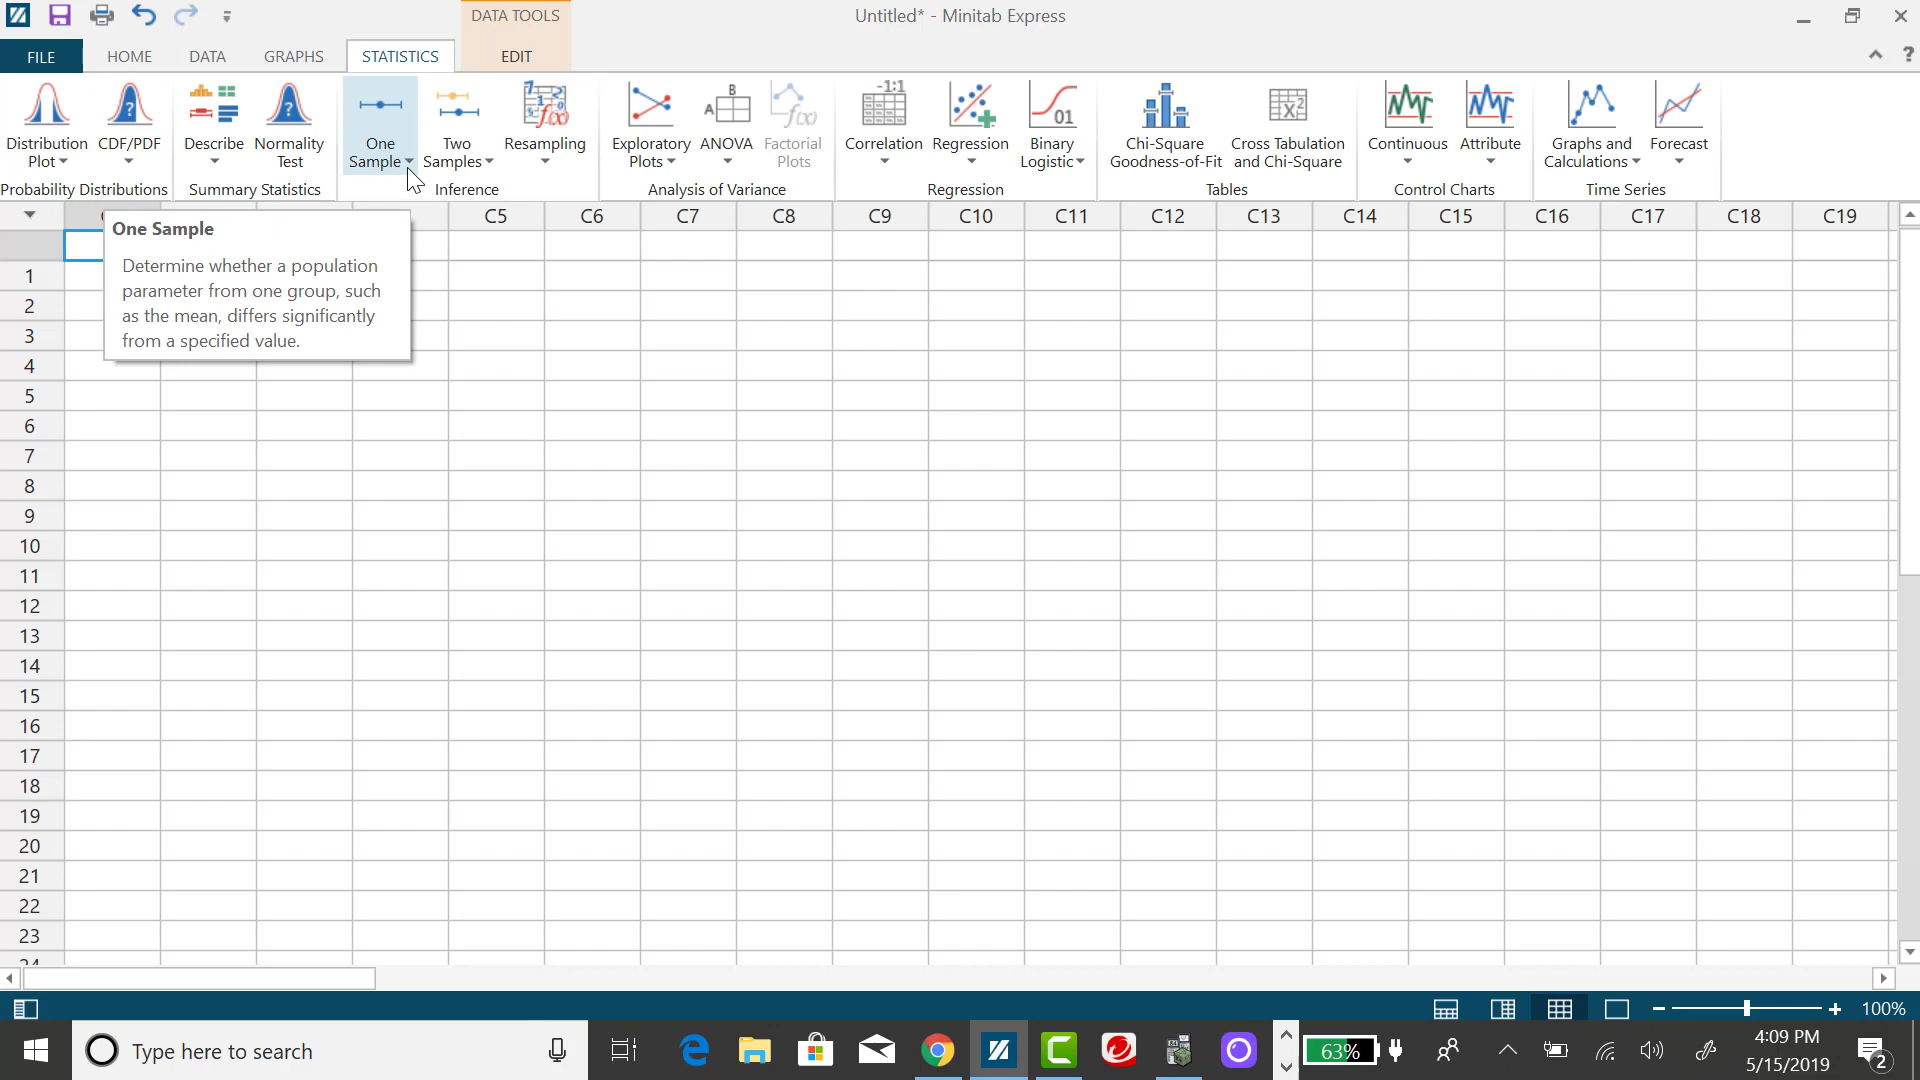 DATA TOOLS
Untitled* - Minitab Express
FILE
HOME
DATA
GRAPHS
STATISTICS
EDIT
?
One
Sample
Two
Samples
Resampling
Distribution
Plot
CDF/PDF
Describe
Normality
Test
Exploratory
Plots
ANOVA
Factorial
Plots
Correlation
Regression
Binary
Logistic
Chi-Square
Goodness-of-Fit
Cross Tabulation
and Chi-Square
Continuous
Attribute
Graphs and
Calculations
Forecast
Probability Distributions
Summary Statistics
Inference
Analysis of Variance
Regression
Tables
Control Charts
Time Series
C5 C6 C7 C8 C9 C10 C11 C12 C13 C14 C15 C16 C17 C18 C19
One Sample
Determine whether a population
parameter from one group, such
as the mean, differs significantly
from a specified value.
1
2
3
4
5
6
7
8
9
10
11
12
13
14
15
16
17
18
19
20
21
22
23
24
100%
Type here to search
63%
4:09 PM
5/15/2019
2